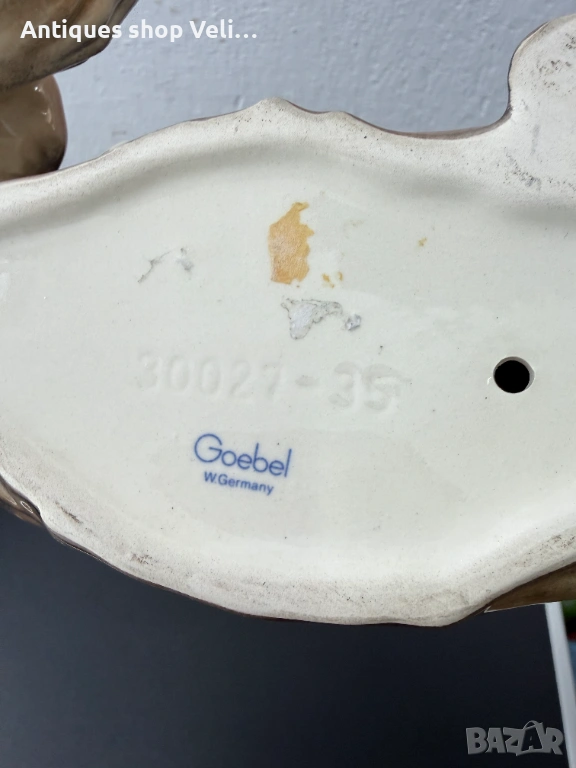 Antiques shop Veli...
30027-35
Goebel
W.Germany
BAZAR